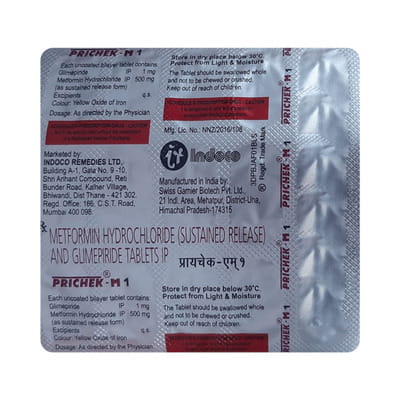 PRICHEK®-M 1
Each uncoated bilayer tablet contains:
Glimepiride IP 1 mg
Metformin Hydrochloride IP 500 mg
(as sustained release form)
Excipients q.s.
Colour: Yellow Oxide of Iron
Dosage: As directed by the Physician
Store in dry place below 30°C.
Protect from Light & Moisture
The Tablet should be swallowed whole
and not to be chewed or crushed.
Keep out of reach of children.
Mfg. Lic. No.: NNZ/2016/108
Marketed by:
INDOCO REMEDIES LTD.
Building A-1, Gala No. 9 -10,
Shri Arihant Compound, Reti
Bunder Road, Kalher Village,
Bhiwandi, Dist Thane - 421 302.
Regd. Office: 166, C.S.T. Road,
Mumbai 400 098.
Indoco
Manufactured in India by:
Swiss Garnier Biotech Pvt. Ltd.
21 Indl. Area, Mehatpur, District-Una,
Himachal Pradesh-174315
® Regd. Trade Mark
Rx
METFORMIN HYDROCHLORIDE (SUSTAINED RELEASE)
AND GLIMEPIRIDE TABLETS IP
प्रायचेक-एम् १
PRICHEK®-M 1
Each uncoated bilayer tablet contains:
Glimepiride IP 1 mg
Metformin Hydrochloride IP 500 mg
(as sustained release form)
Excipients q.s.
Colour: Yellow Oxide of Iron
Dosage: As directed by the Physician
Store in dry place below 30°C.
Protect from Light & Moisture
The Tablet should be swallowed whole
and not to be chewed or crushed.
Keep out of reach of children.
PRICHEK®-M 1
PRICHEK®-M 1